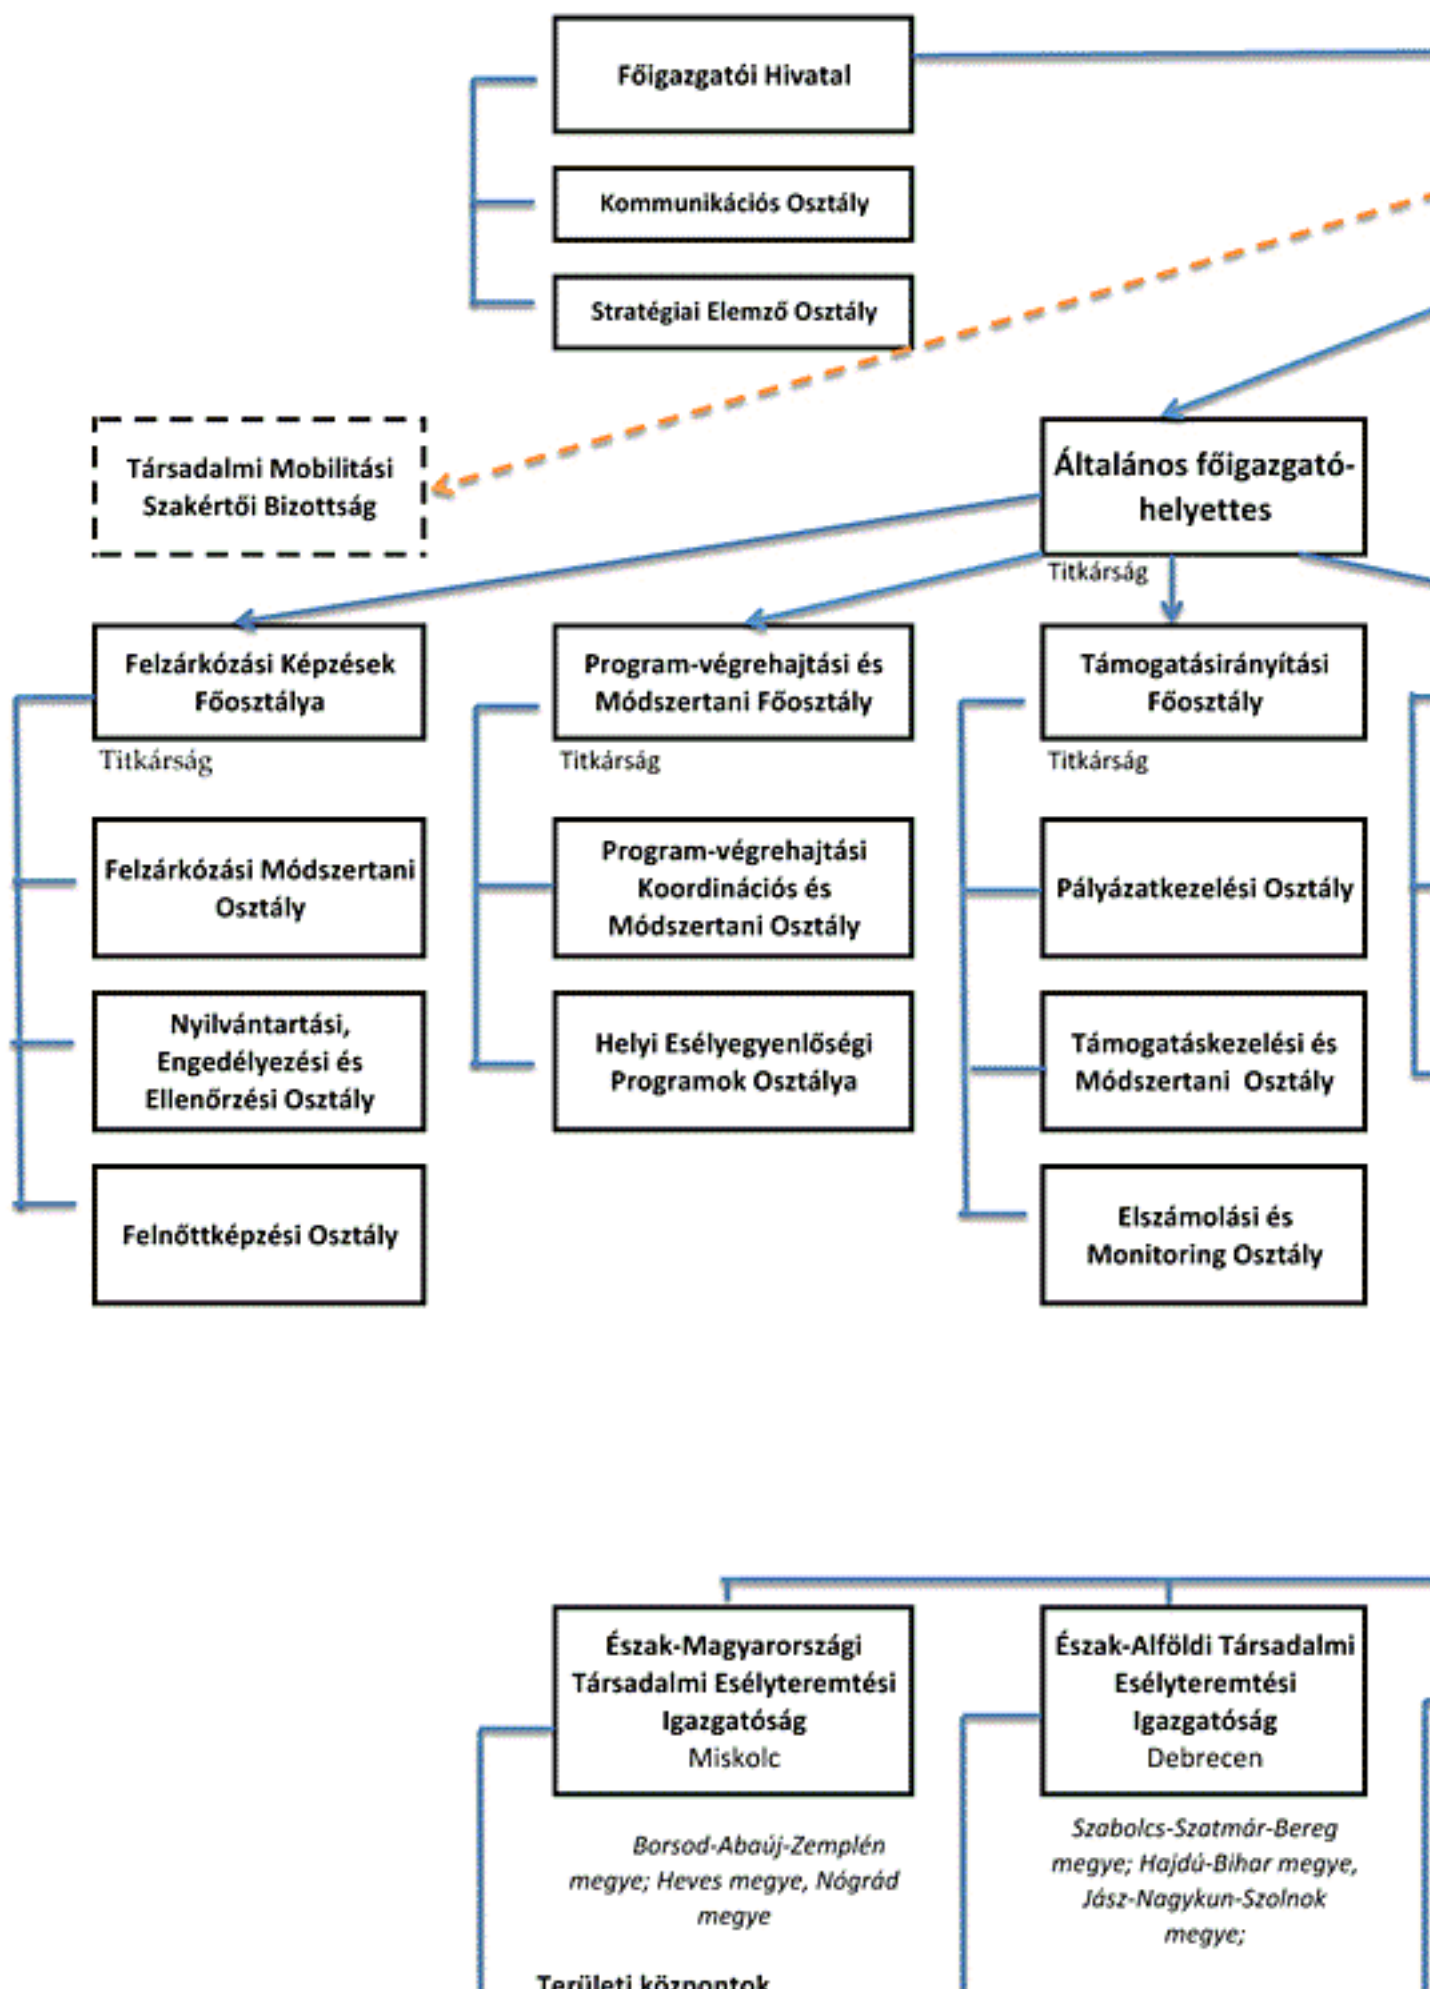 Főigazgatói Hivatal
Kommunikációs Osztály
Stratégiai Elemző Osztály
Társadalmi Mobilitási
Szakértői Bizottság
Általános főigazgató-
helyettes
Titkárság
Felzárkózási Képzések
Főosztálya
Titkárság
Felzárkózási Módszertani
Osztály
Nyilvántartási,
Engedélyezési és
Ellenőrzési Osztály
Felnőttképzési Osztály
Program-végrehajtási és
Módszertani Főosztály
Titkárság
Program-végrehajtási
Koordinációs és
Módszertani Osztály
Helyi Esélyegyenlőségi
Programok Osztálya
Támogatásirányítási
Főosztály
Titkárság
Pályázatkezelési Osztály
Támogatáskezelési és
Módszertani Osztály
Elszámolási és
Monitoring Osztály
Észak-Magyarországi
Társadalmi Esélyteremtési
Igazgatóság
Miskolc
Borsod-Abaúj-Zemplén
megye; Heves megye, Nógrád
megye
Területi központok
Észak-Alföldi Társadalmi
Esélyteremtési
Igazgatóság
Debrecen
Szabolcs-Szatmár-Bereg
megye; Hajdú-Bihar megye,
Jász-Nagykun-Szolnok
megye;